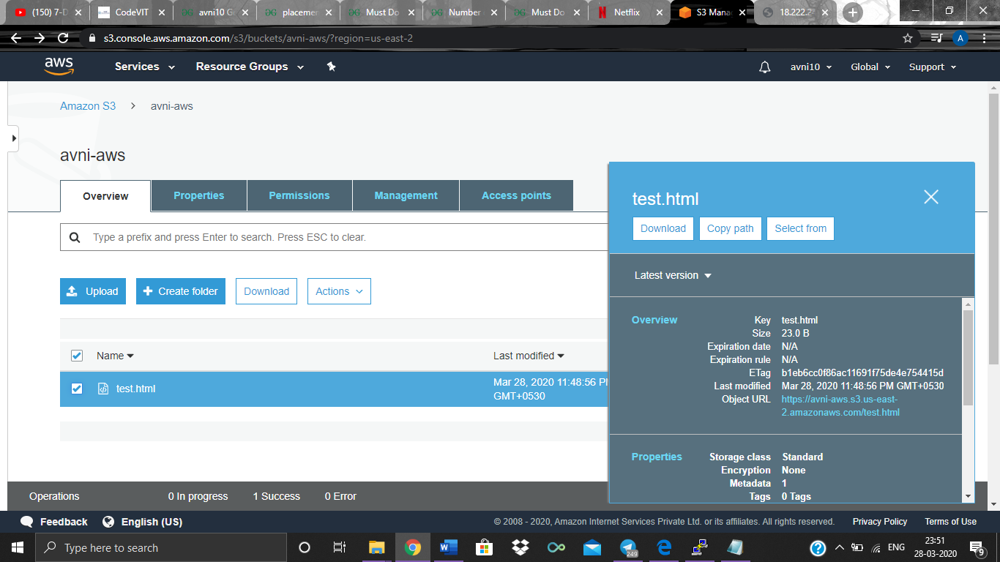 (150) 7-D
CodeVIT
avni10 G
placemen
Must Do
Number
Must Do
Netflix
S3 Mana
18.222.2
s3.console.aws.amazon.com/s3/buckets/avni-aws/?region=us-east-2
A
aws
Services
Resource Groups
avni10
Global
Support
Amazon S3
avni-aws
avni-aws
Overview
Properties
Permissions
Management
Access points
Type a prefix and press Enter to search. Press ESC to clear.
Upload
Create folder
Download
Actions
Name
Last modified
test.html
Mar 28, 2020 11:48:56 PM
GMT+0530
test.html
Download
Copy path
Select from
Latest version
Overview
Key test.html
Size 23.0 B
Expiration date N/A
Expiration rule N/A
ETag b1eb6cc0f86ac11691f75de4e754415d
Last modified Mar 28, 2020 11:48:56 PM GMT+0530
Object URL https://avni-aws.s3.us-east-
2.amazonaws.com/test.html
Properties
Storage class Standard
Encryption None
Metadata 1
Tags 0 Tags
Operations
0 In progress
1 Success
0 Error
Feedback
English (US)
© 2008 - 2020, Amazon Internet Services Private Ltd. or its affiliates. All rights reserved.
Privacy Policy
Terms of Use
Type here to search
249
ENG
23:51
28-03-2020
9